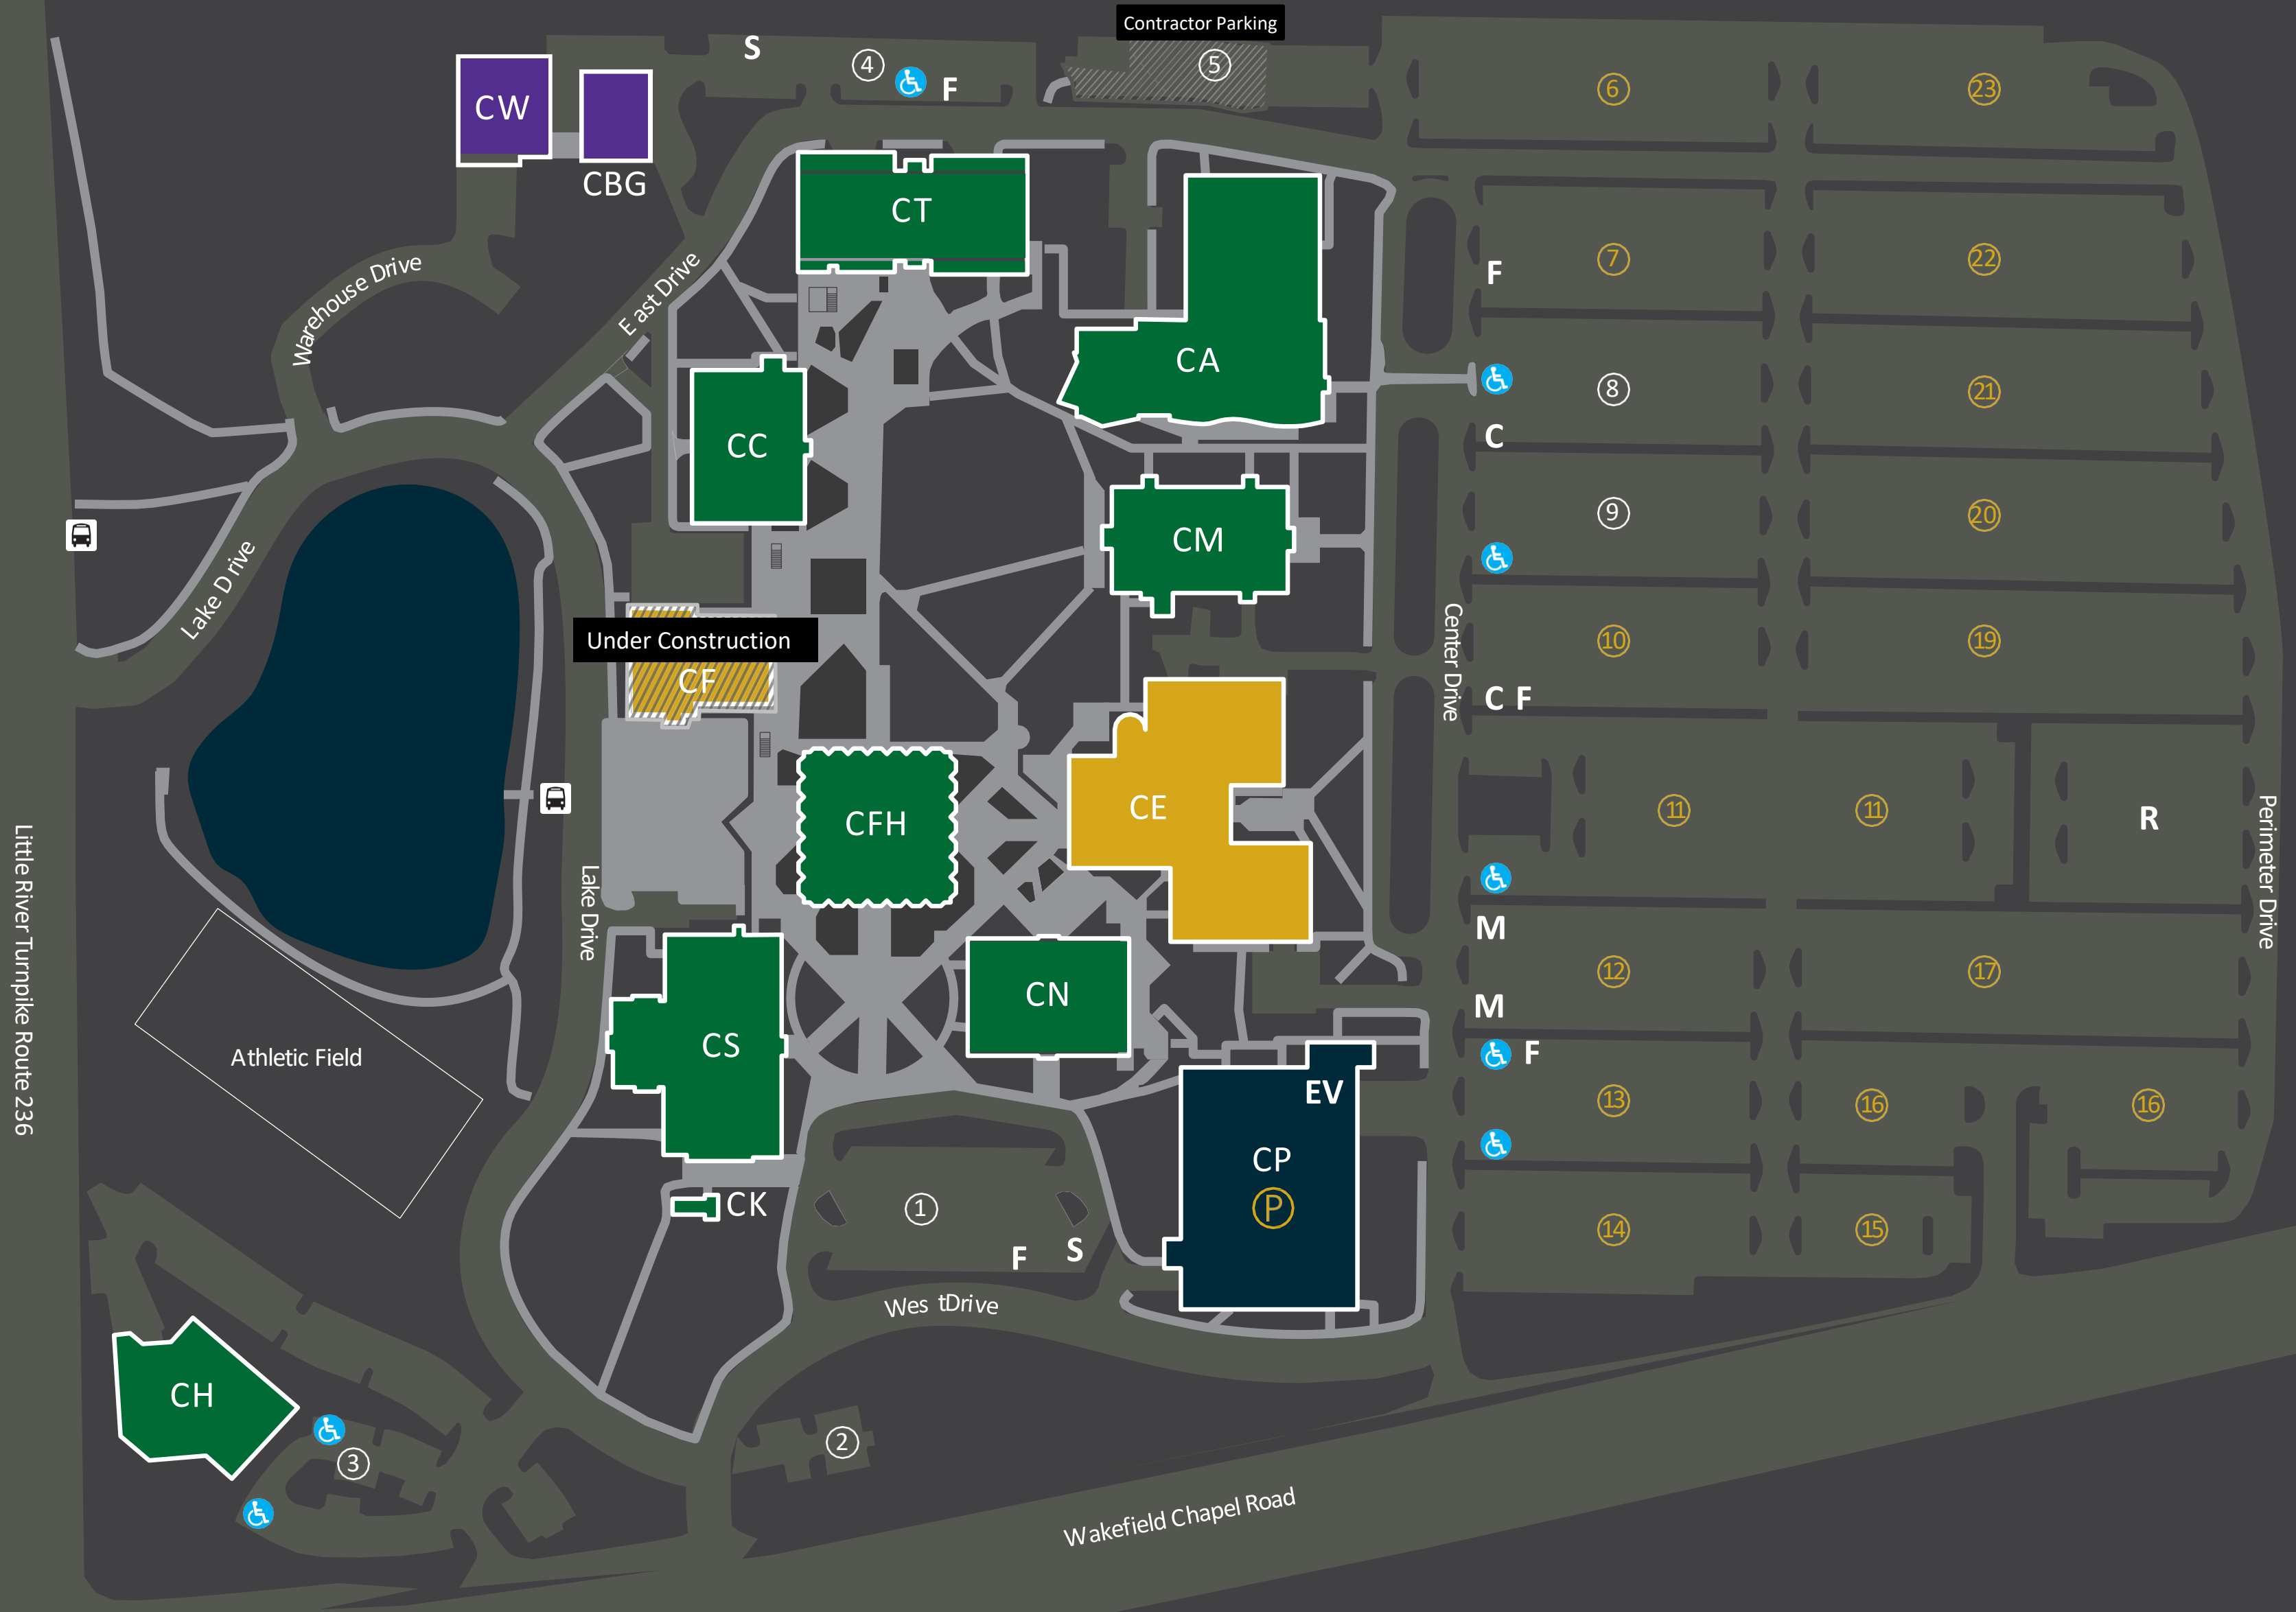 Contractor Parking
S
4
F
5
6
23
CW
CBG
CT
7
22
F
Warehouse Drive
East Drive
CA
8
21
C
CC
CM
9
20
Lake Drive
Under Construction
CF
10
19
Center Drive
C F
CE
CFH
11
11
R
Perimeter Drive
Little River Turnpike Route 236
Lake Drive
M
12
17
CN
M
CS
Athletic Field
F
EV
13
16
16
CP
P
CK
1
F
S
14
15
West Drive
CH
2
3
Wakefield Chapel Road